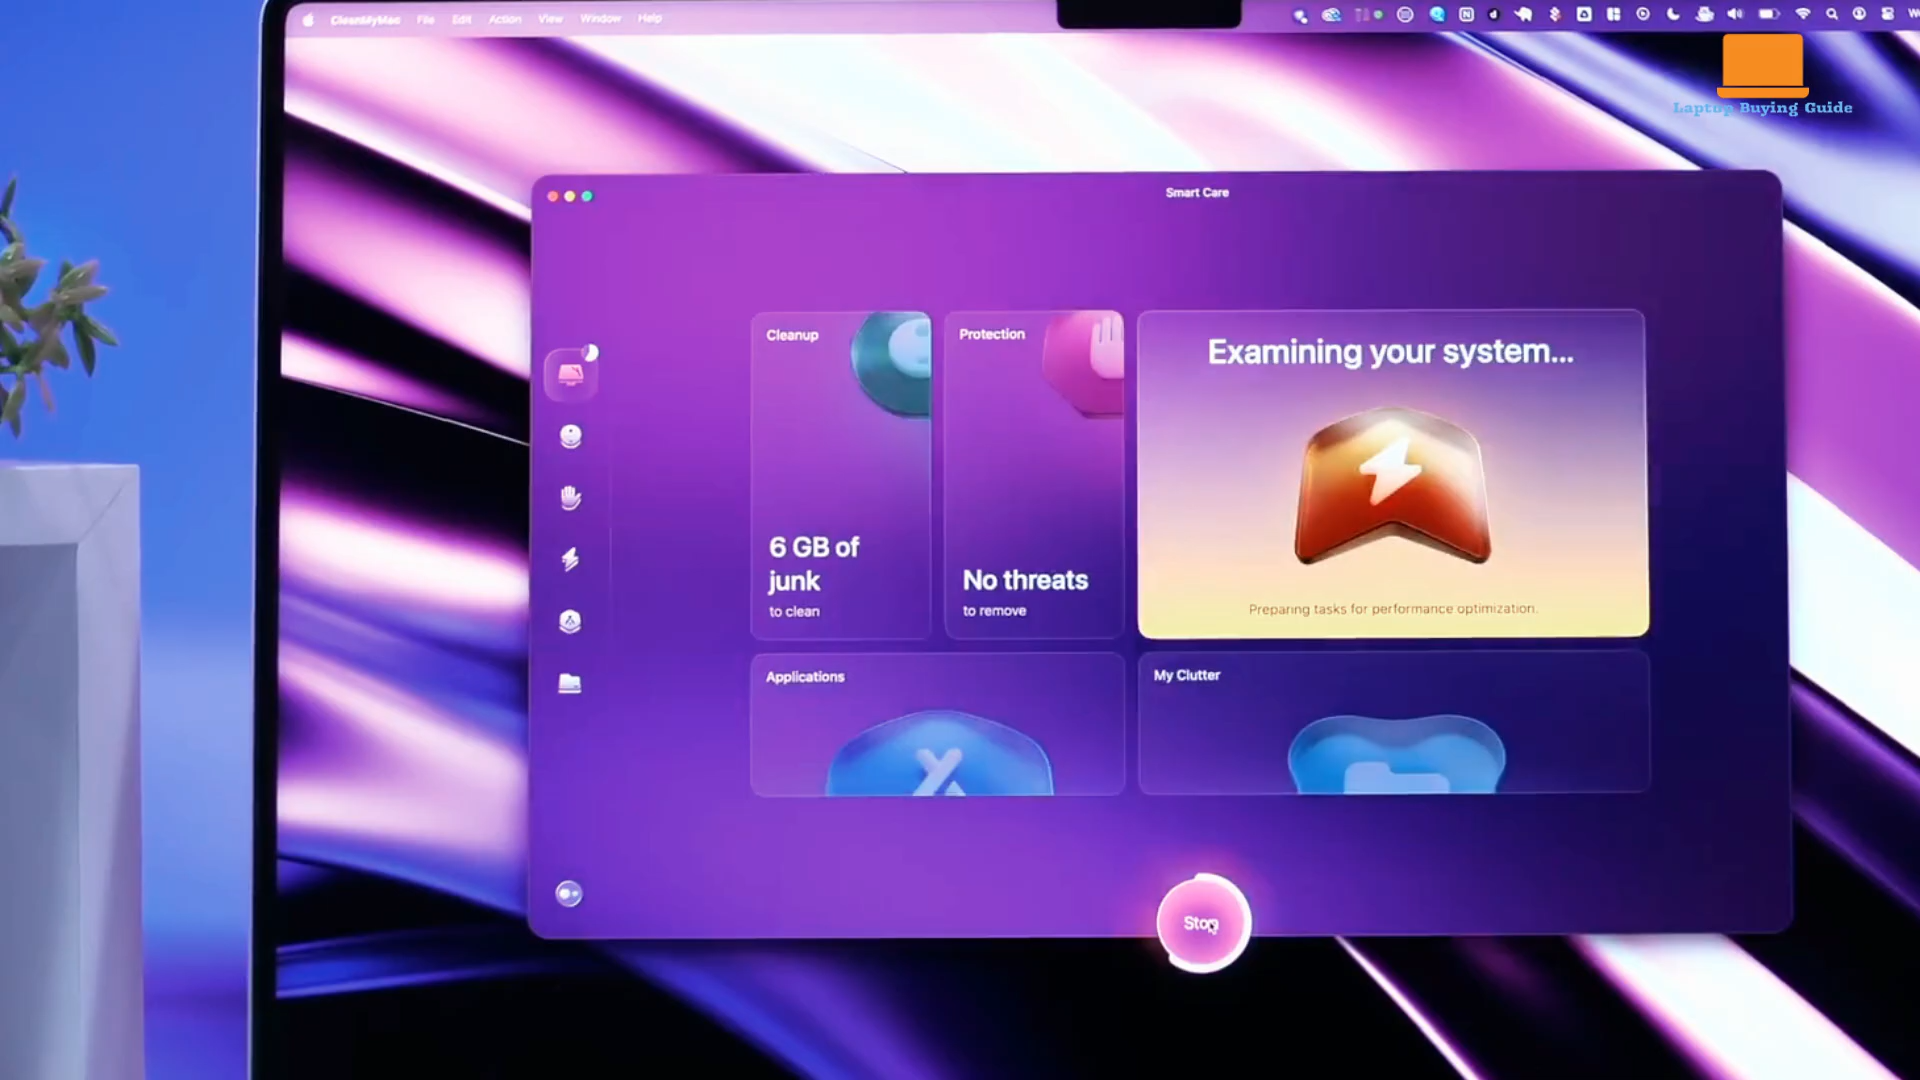 CleanMyMac File Edit Action View Window Help
Laptop Buying Guide
Smart Care
Cleanup
Protection
Examining your system...
6 GB of
junk
to clean
No threats
to remove
Preparing tasks for performance optimization.
Applications
My Clutter
Stop